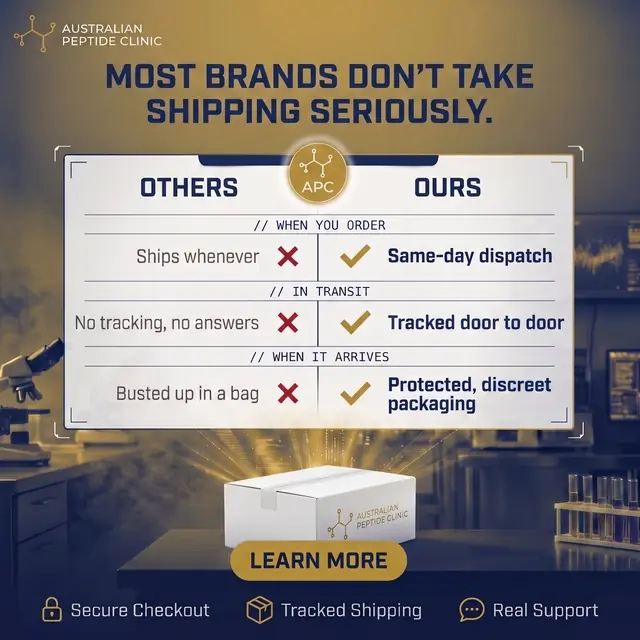 AUSTRALIAN
PEPTIDE CLINIC
MOST BRANDS DON'T TAKE
SHIPPING SERIOUSLY.
APC
OTHERS
OURS
// WHEN YOU ORDER
Ships whenever
Same-day dispatch
// IN TRANSIT
No tracking, no answers
Tracked door to door
// WHEN IT ARRIVES
Busted up in a bag
Protected, discreet
packaging
AUSTRALIAN
PEPTIDE CLINIC
LEARN MORE
Secure Checkout
Tracked Shipping
Real Support